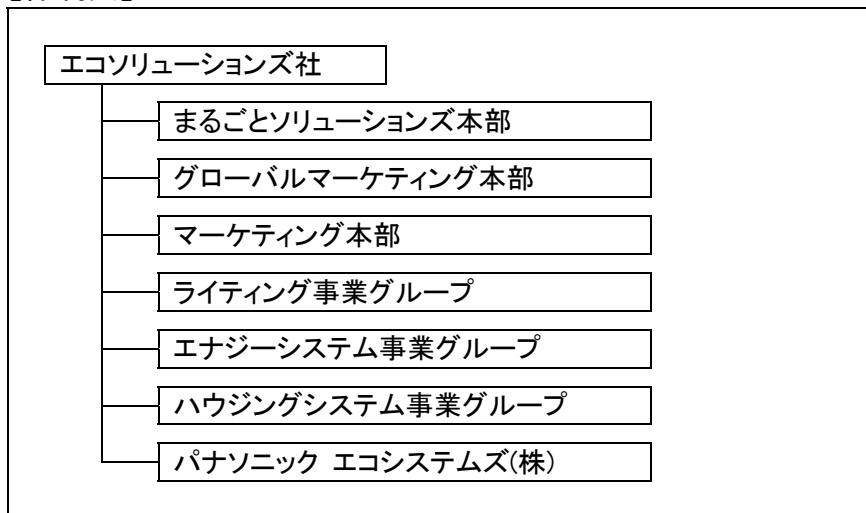 エコソリューションズ社
まるごとソリューションズ本部
グローバルマーケティング本部
マーケティング本部
ライティング事業グループ
エナジーシステム事業グループ
ハウジングシステム事業グループ
パナソニック エコシステムズ(株)